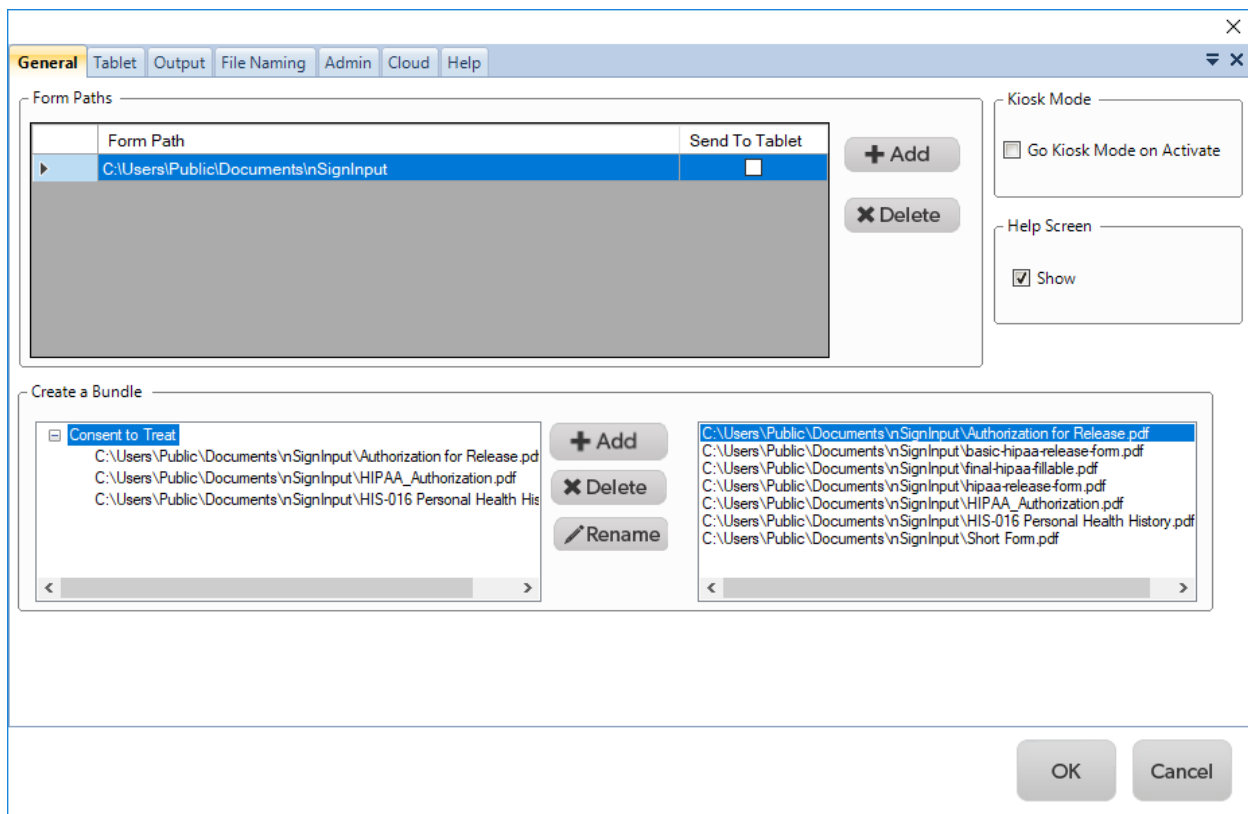 General Tablet Output File Naming Admin Cloud Help
Form Paths
Form Path Send To Tablet
C:\Users\Public\Documents\nSignInput
Add
Delete
Kiosk Mode
Go Kiosk Mode on Activate
Help Screen
Show
Create a Bundle
Consent to Treat
C:\Users\Public\Documents\nSignInput\Authorization for Release.pdf
C:\Users\Public\Documents\nSignInput\HIPAA_Authorization.pdf
C:\Users\Public\Documents\nSignInput\HIS-016 Personal Health His
Add
Delete
Rename
C:\Users\Public\Documents\nSignInput\Authorization for Release.pdf
C:\Users\Public\Documents\nSignInput\basic-hipaa-release-form.pdf
C:\Users\Public\Documents\nSignInput\final-hipaa-fillable.pdf
C:\Users\Public\Documents\nSignInput\hipaa-release-form.pdf
C:\Users\Public\Documents\nSignInput\HIPAA_Authorization.pdf
C:\Users\Public\Documents\nSignInput\HIS-016 Personal Health History.pdf
C:\Users\Public\Documents\nSignInput\Short Form.pdf
OK Cancel